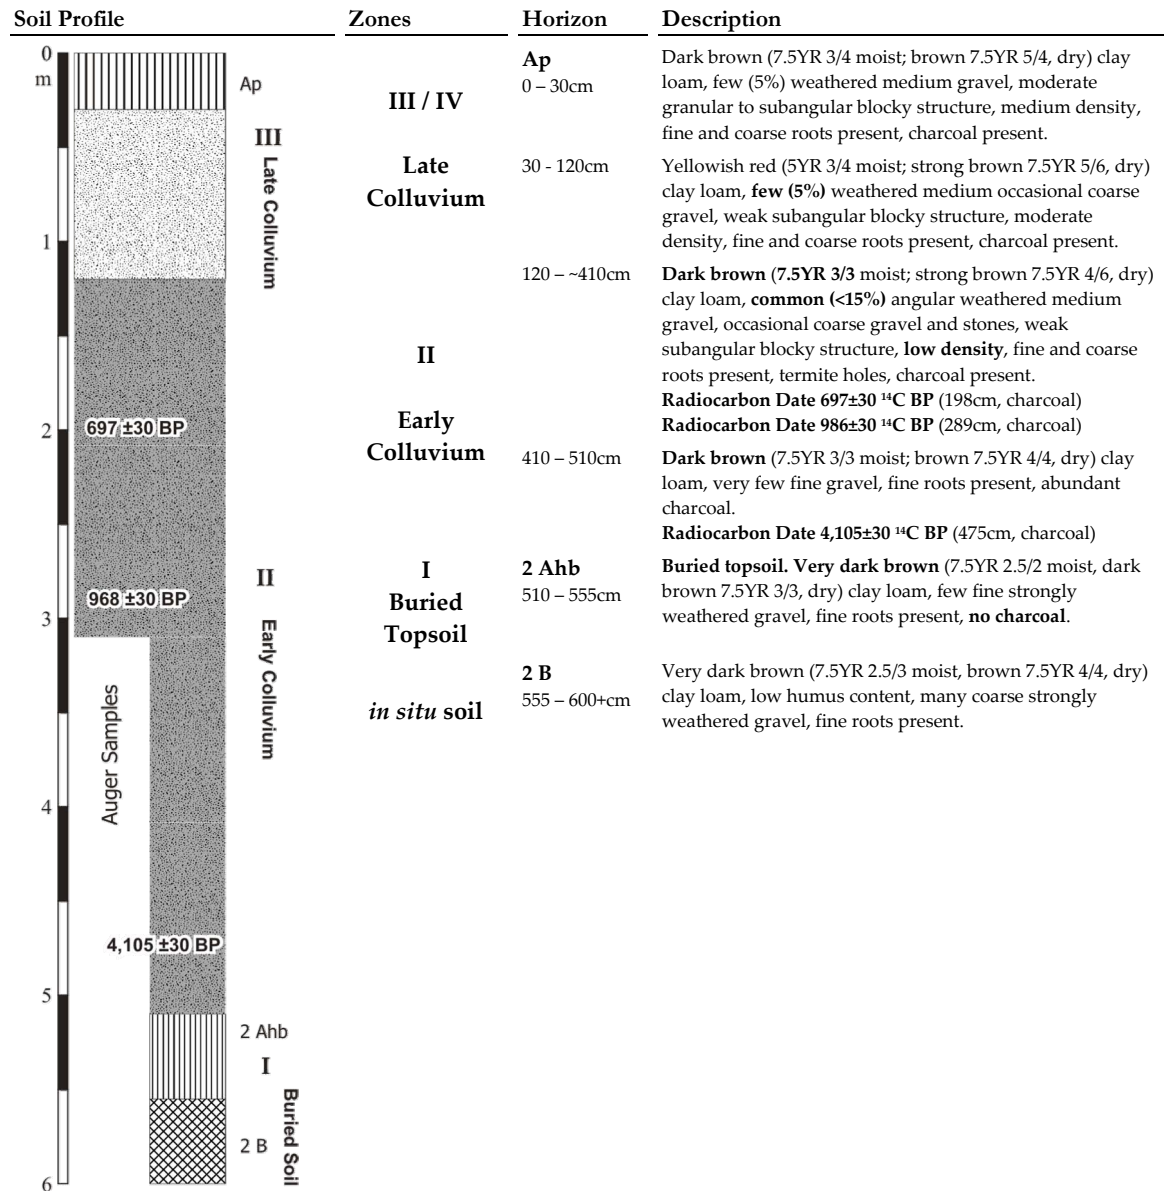 Soil Profile
Zones
Horizon
Description
0
m
Ap
III
Late Colluvium
1
2
697 ±30 BP
968 ±30 BP
II
Early Colluvium
3
Auger Samples
4
4,105 ±30 BP
5
2 Ahb
I
Buried Soil
2 B
6
III / IV
Late
Colluvium
II
Early
Colluvium
I
Buried
Topsoil
in situ soil
Ap
0 – 30cm
Dark brown (7.5YR 3/4 moist; brown 7.5YR 5/4, dry) clay
loam, few (5%) weathered medium gravel, moderate
granular to subangular blocky structure, medium density,
fine and coarse roots present, charcoal present.
30 - 120cm
Yellowish red (5YR 3/4 moist; strong brown 7.5YR 5/6, dry)
clay loam, few (5%) weathered medium occasional coarse
gravel, weak subangular blocky structure, moderate
density, fine and coarse roots present, charcoal present.
120 – ~410cm
Dark brown (7.5YR 3/3 moist; strong brown 7.5YR 4/6, dry)
clay loam, common (<15%) angular weathered medium
gravel, occasional coarse gravel and stones, weak
subangular blocky structure, low density, fine and coarse
roots present, termite holes, charcoal present.
Radiocarbon Date 697±30 ¹⁴C BP (198cm, charcoal)
Radiocarbon Date 986±30 ¹⁴C BP (289cm, charcoal)
410 – 510cm
Dark brown (7.5YR 3/3 moist; brown 7.5YR 4/4, dry) clay
loam, very few fine gravel, fine roots present, abundant
charcoal.
Radiocarbon Date 4,105±30 ¹⁴C BP (475cm, charcoal)
2 Ahb
510 – 555cm
Buried topsoil. Very dark brown (7.5YR 2.5/2 moist, dark
brown 7.5YR 3/3, dry) clay loam, few fine strongly
weathered gravel, fine roots present, no charcoal.
2 B
555 – 600+cm
Very dark brown (7.5YR 2.5/3 moist, brown 7.5YR 4/4, dry)
clay loam, low humus content, many coarse strongly
weathered gravel, fine roots present.